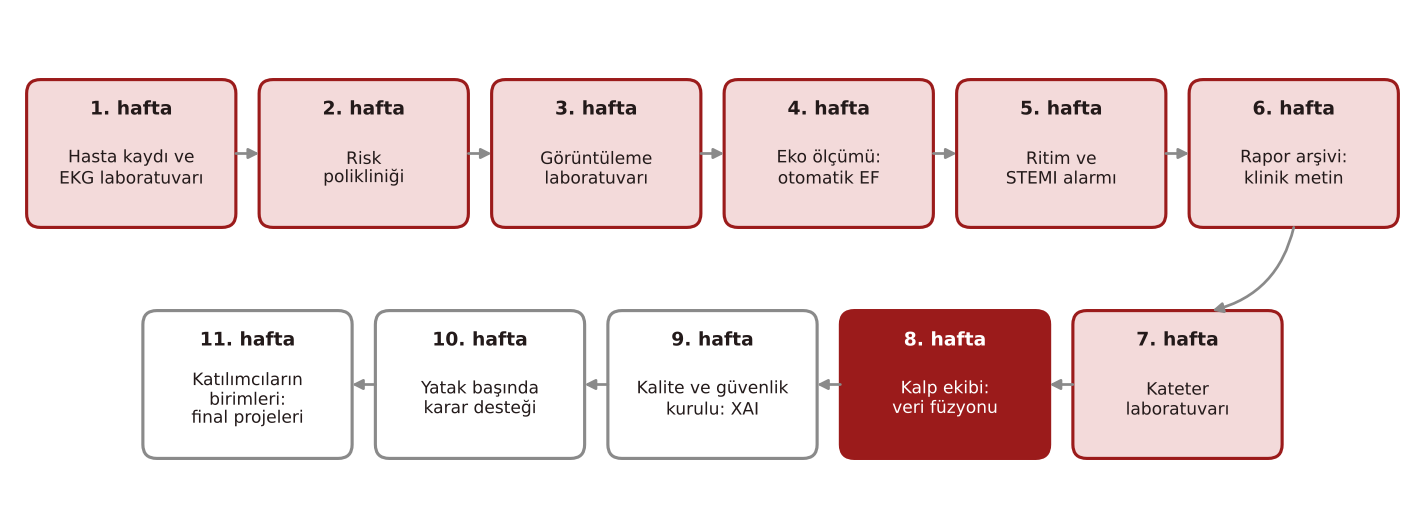 1. hafta
Hasta kaydı ve
EKG laboratuvarı
2. hafta
Risk
polikliniği
3. hafta
Görüntüleme
laboratuvarı
4. hafta
Eko ölçümü:
otomatik EF
5. hafta
Ritim ve
STEMI alarmı
6. hafta
Rapor arşivi:
klinik metin
7. hafta
Kateter
laboratuvarı
8. hafta
Kalp ekibi:
veri füzyonu
9. hafta
Kalite ve güvenlik
kurulu: XAI
10. hafta
Yatak başında
karar desteği
11. hafta
Katılımcıların
birimleri:
final projeleri